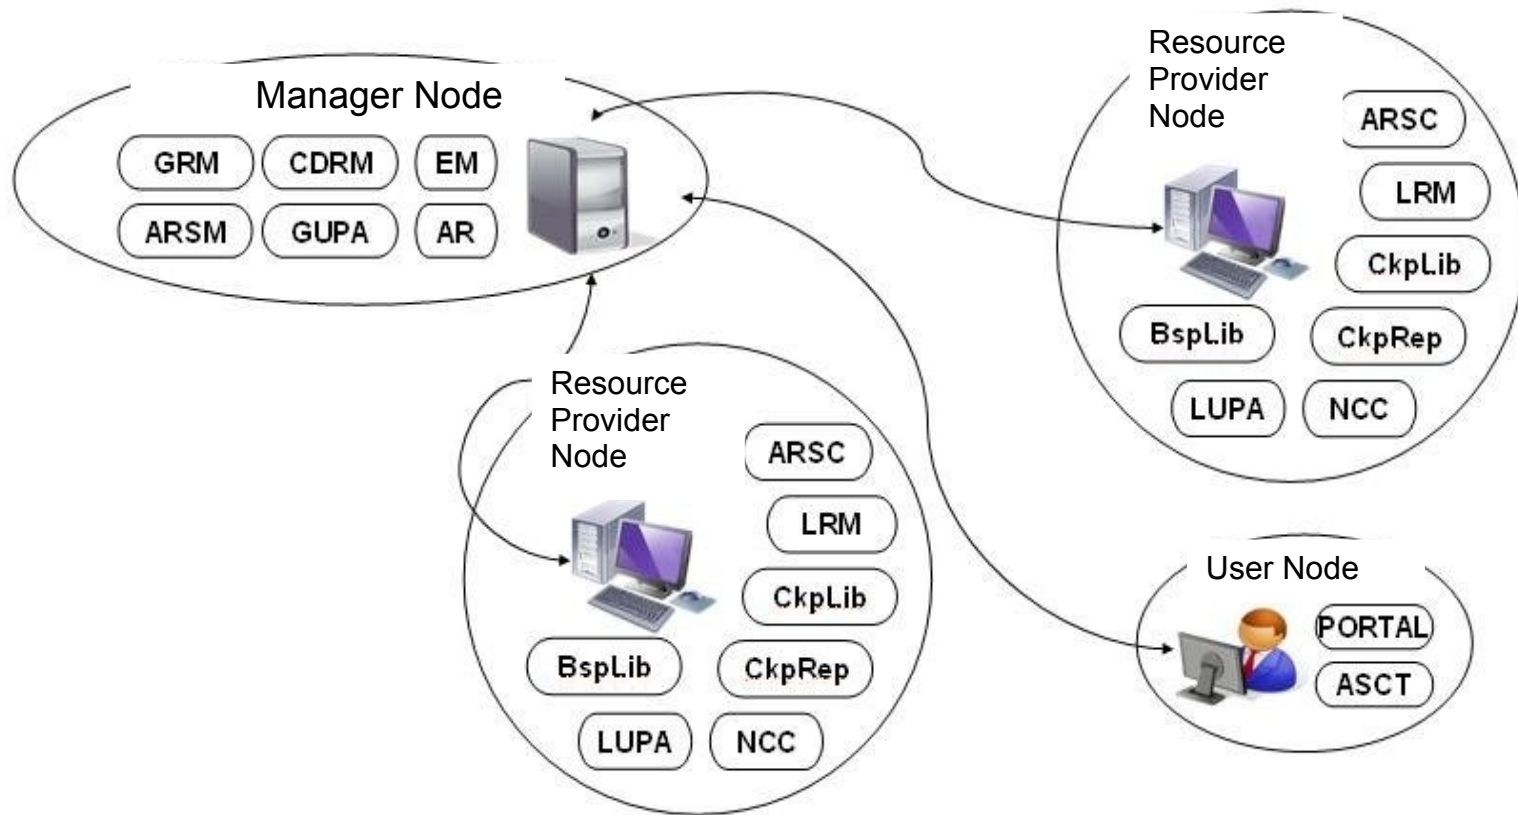 Manager Node
GRM CDRM EM
ARSM GUPA AR
Resource
Provider
Node
ARSC
LRM
CkpLib
BspLib CkpRep
LUPA NCC
Resource
Provider
Node
ARSC
LRM
CkpLib
BspLib CkpRep
LUPA NCC
User Node
PORTAL
ASCT